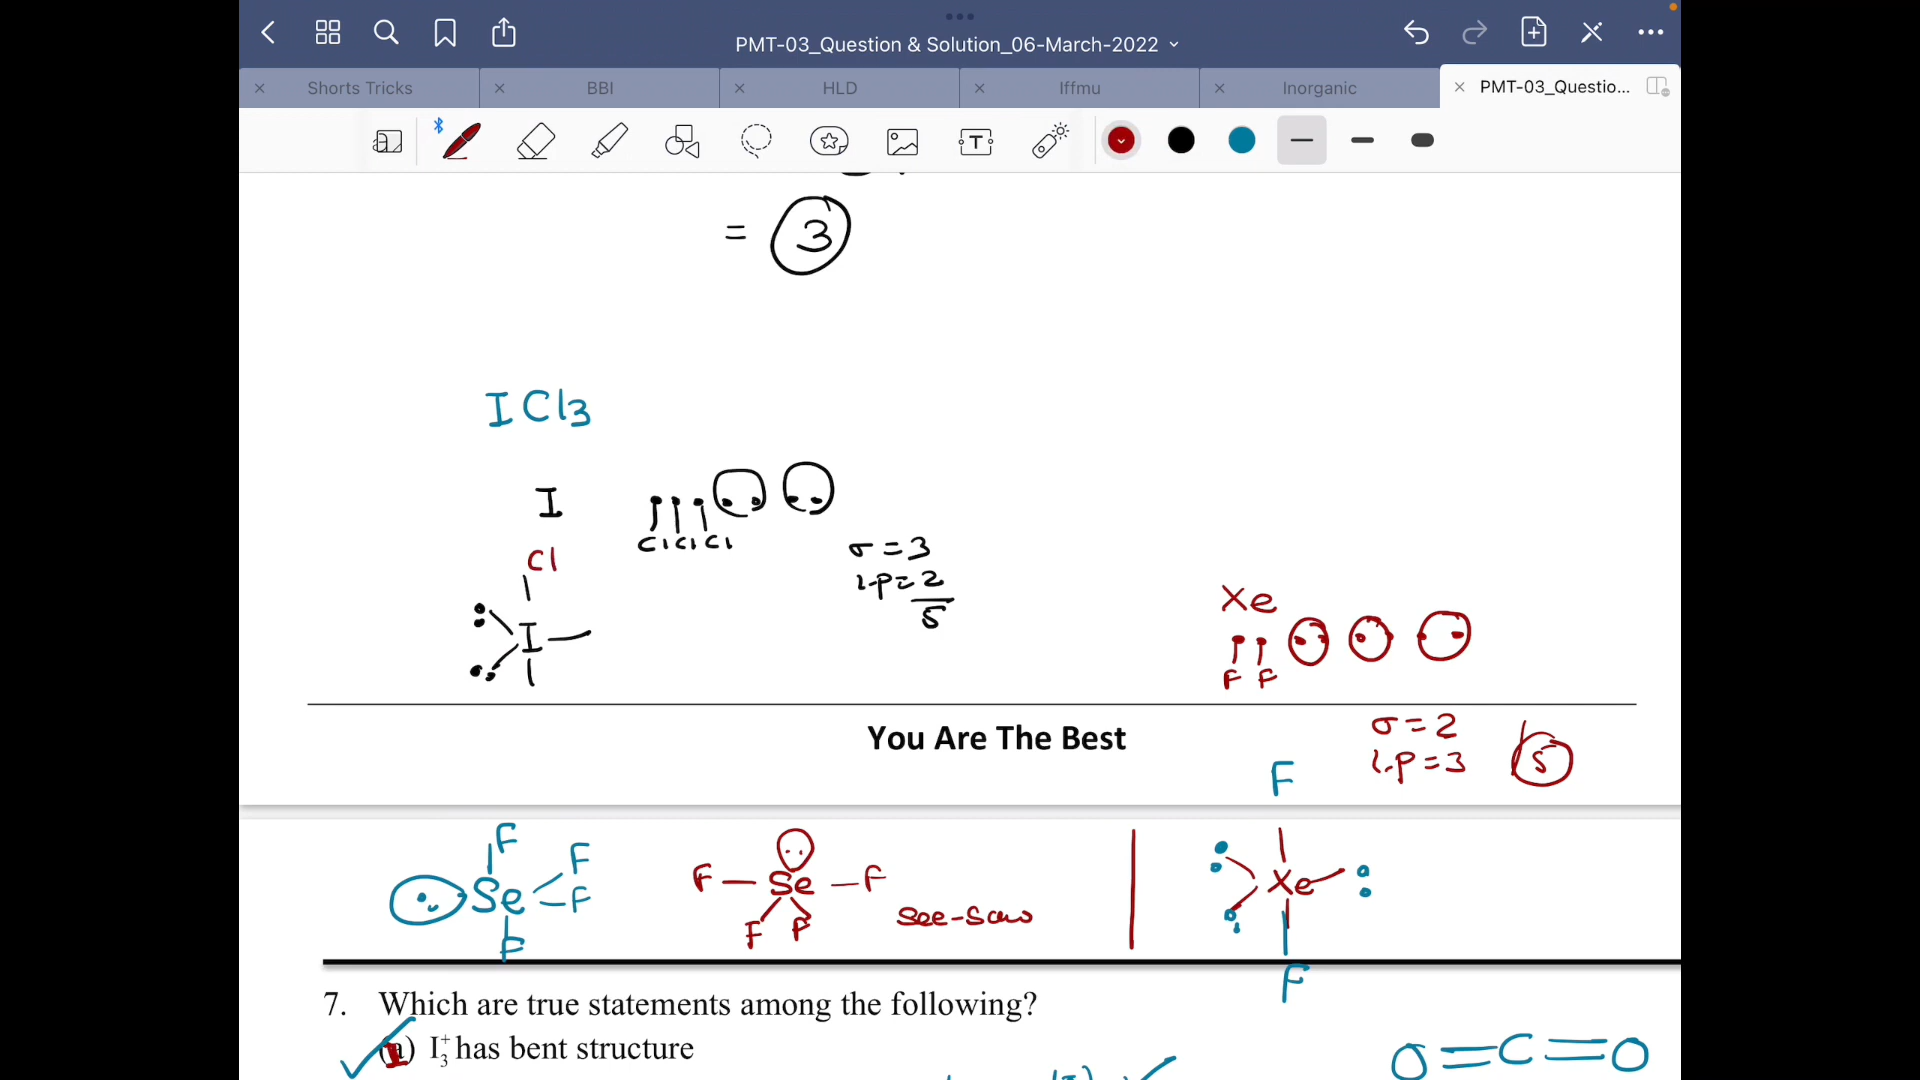 PMT-03_Question & Solution_06-March-2022
Shorts Tricks
BBI
HLD
Iffmu
Inorganic
PMT-03_Questio...
= 3
ICl3
I
Cl Cl Cl
σ = 3
l.p = 2
5
Cl
I
Xe
F F
σ = 2
l.p = 3
5
You Are The Best
F
F
Se F
F
F
F — Se — F
F F
See-Saw
Xe
F
7. Which are true statements among the following?
(a) I₃⁺ has bent structure
O=C=O